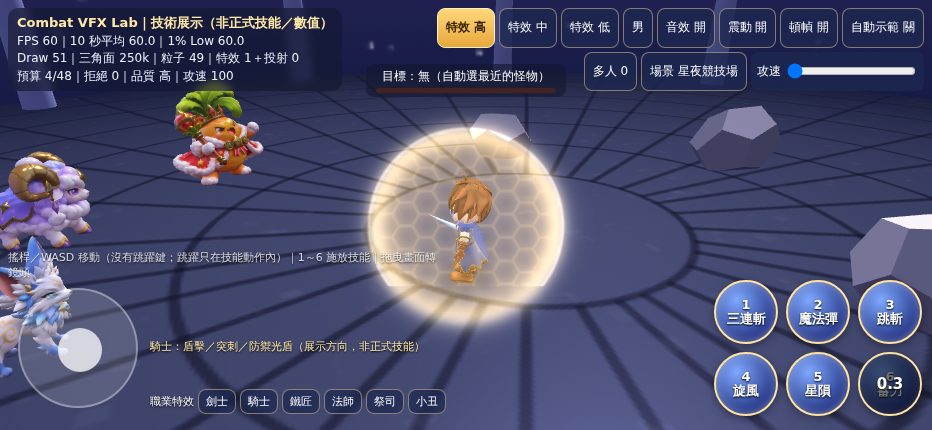 Combat VFX Lab｜技術展示（非正式技能／數值）
FPS 60｜10 秒平均 60.0｜1% Low 60.0
Draw 51｜三角面 250k｜粒子 49｜特效 1＋投射 0
預算 4/48｜拒絕 0｜品質 高｜攻速 100
特效 高
特效 中
特效 低
男
音效 開
震動 開
頓幀 開
自動示範 關
多人 0
場景 星夜競技場
攻速
目標：無（自動選最近的怪物）
搖桿／WASD 移動（沒有跳躍鍵；跳躍只在技能動作內）｜1~6 施放技能｜拖曳畫面轉
鏡頭
騎士：盾擊／突刺／防禦光盾（展示方向，非正式技能）
職業特效
劍士
騎士
鐵匠
法師
祭司
小丑
1
三連斬
2
魔法彈
3
跳斬
4
旋風
5
星隕
6
0.3